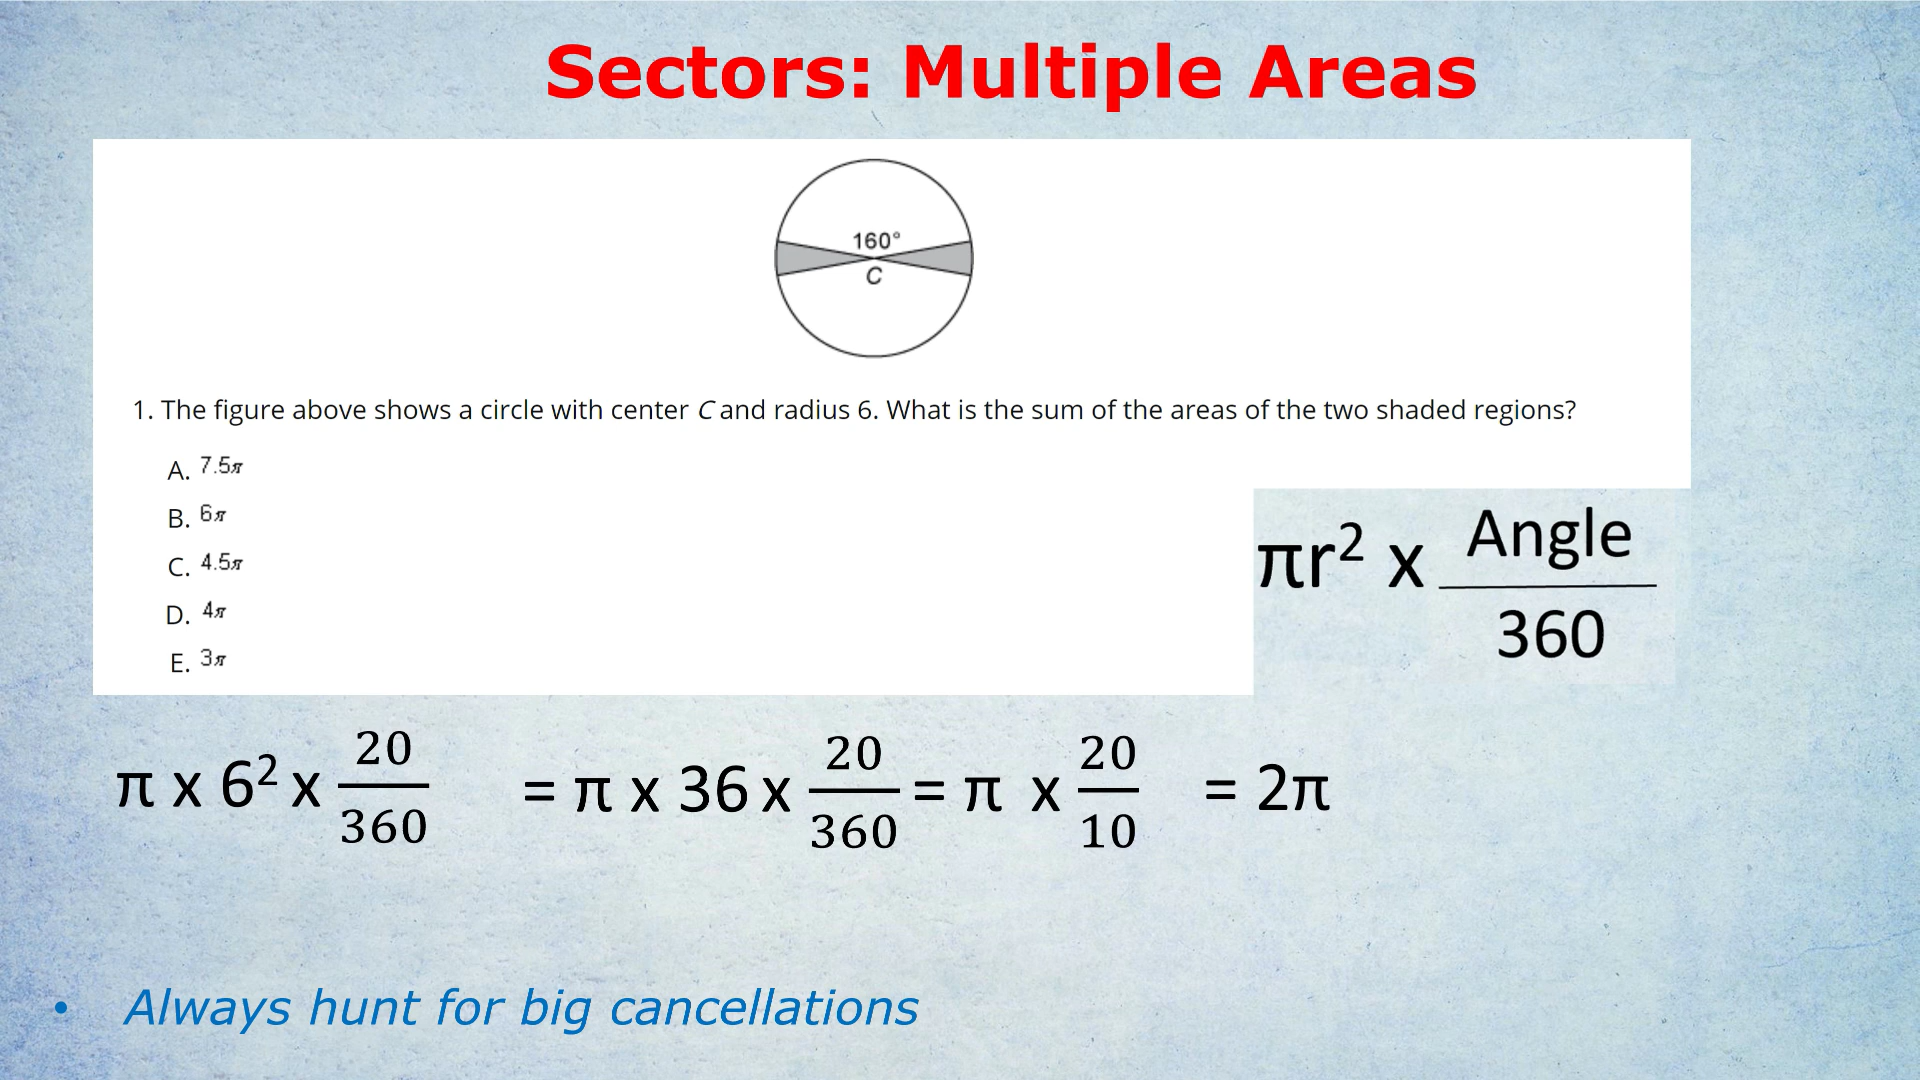 Sectors: Multiple Areas
160°
C
1. The figure above shows a circle with center C and radius 6. What is the sum of the areas of the two shaded regions?
A. 7.5π
B. 6π
C. 4.5π
D. 4π
E. 3π
πr² x Angle
360
π x 6² x 20/360 = π x 36 x 20/360 = π x 20/10 = 2π
• Always hunt for big cancellations